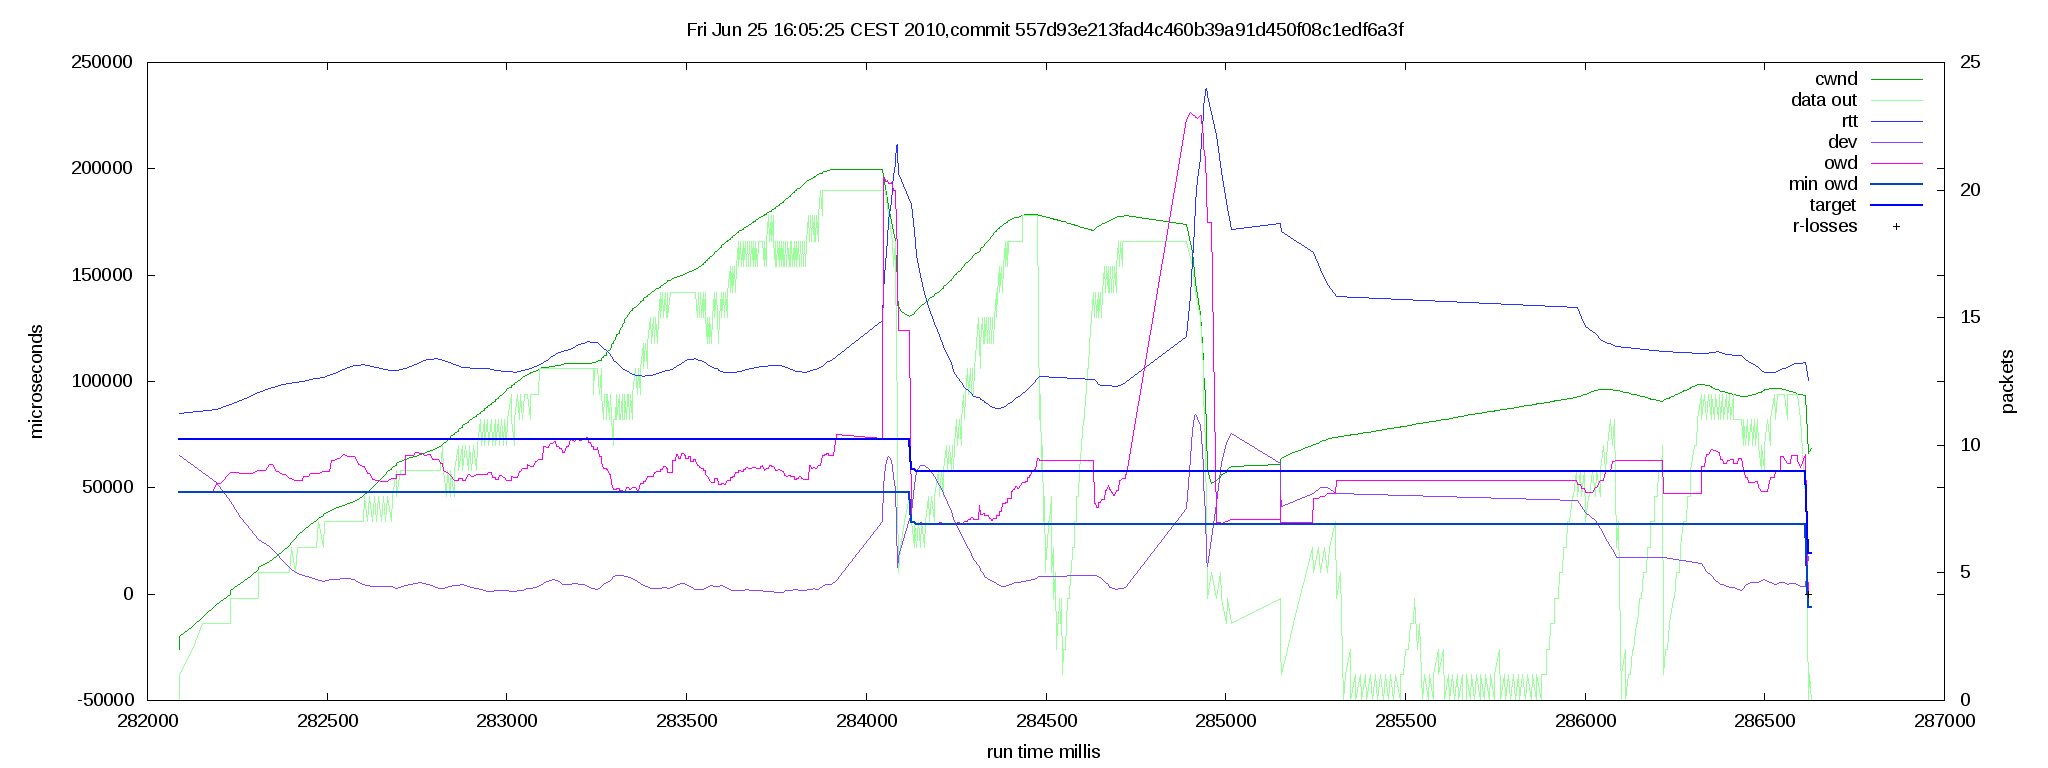 Fri Jun 25 16:05:25 CEST 2010,commit 557d93e213fad4c460b39a91d450f08c1edf6a3f
250000
200000
150000
100000
50000
0
-50000
microseconds
25
20
15
10
5
0
packets
cwnd
data out
rtt
dev
owd
min owd
target
r-losses
282000 282500 283000 283500 284000 284500 285000 285500 286000 286500 287000
run time millis